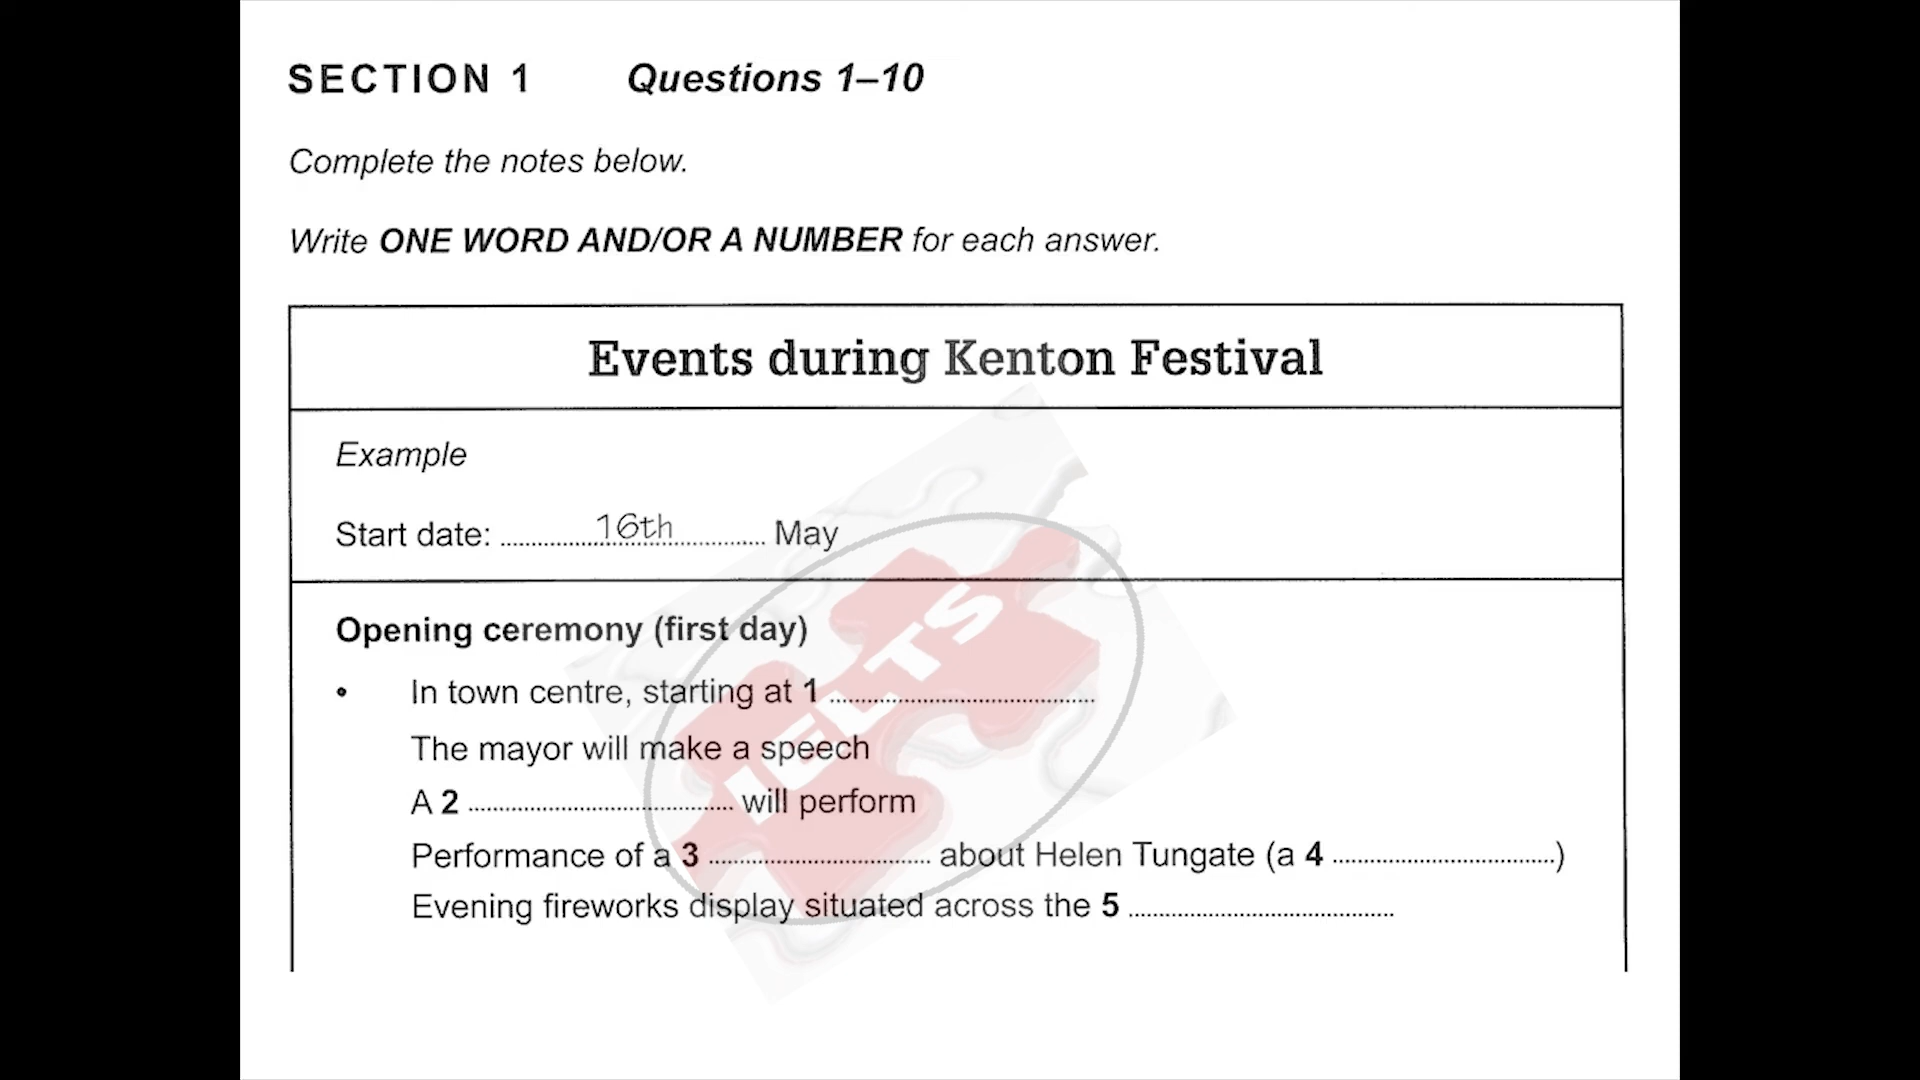 SECTION 1 Questions 1–10
Complete the notes below.
Write ONE WORD AND/OR A NUMBER for each answer.
Events during Kenton Festival
Example
Start date: ........16th........ May
Opening ceremony (first day)
• In town centre, starting at 1 ................
The mayor will make a speech
A 2 ................ will perform
Performance of a 3 ................ about Helen Tungate (a 4 ................)
Evening fireworks display situated across the 5 ................
IELTS